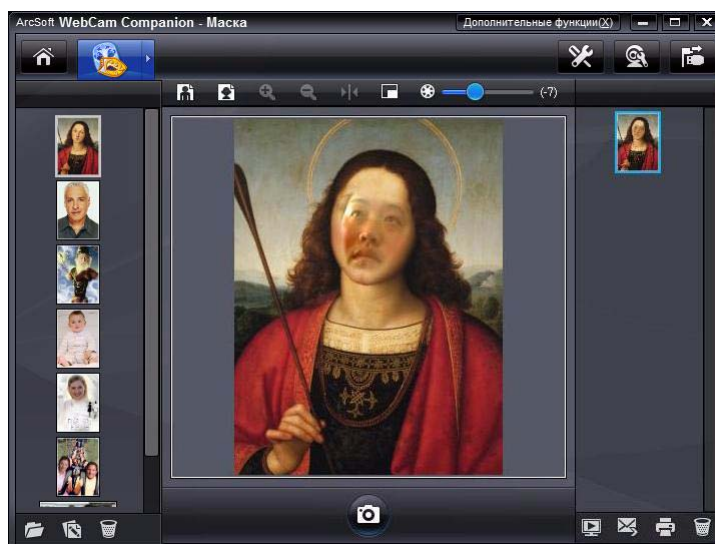 ArcSoft WebCam Companion - Маска
Дополнительные функции(X)
(-7)